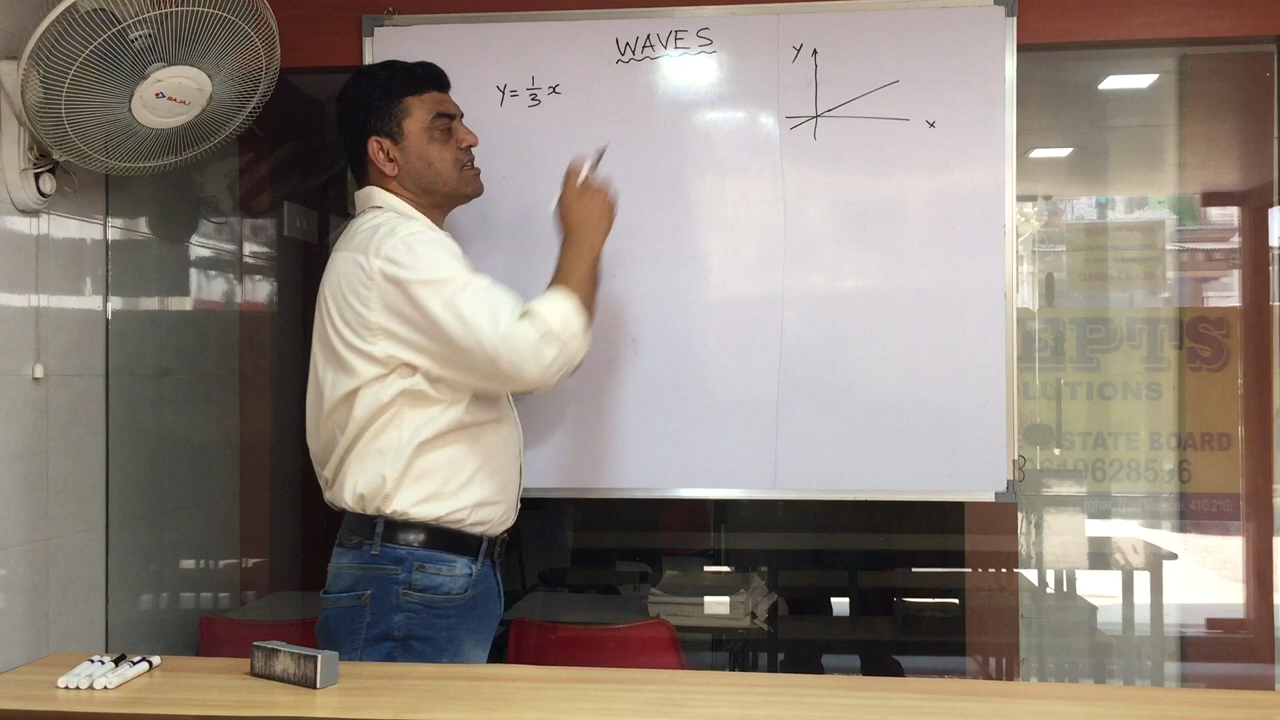 WAVES
y = 1/3 x
y
x
BAJAJ
EPTS
LUTIONS
STATE BOARD